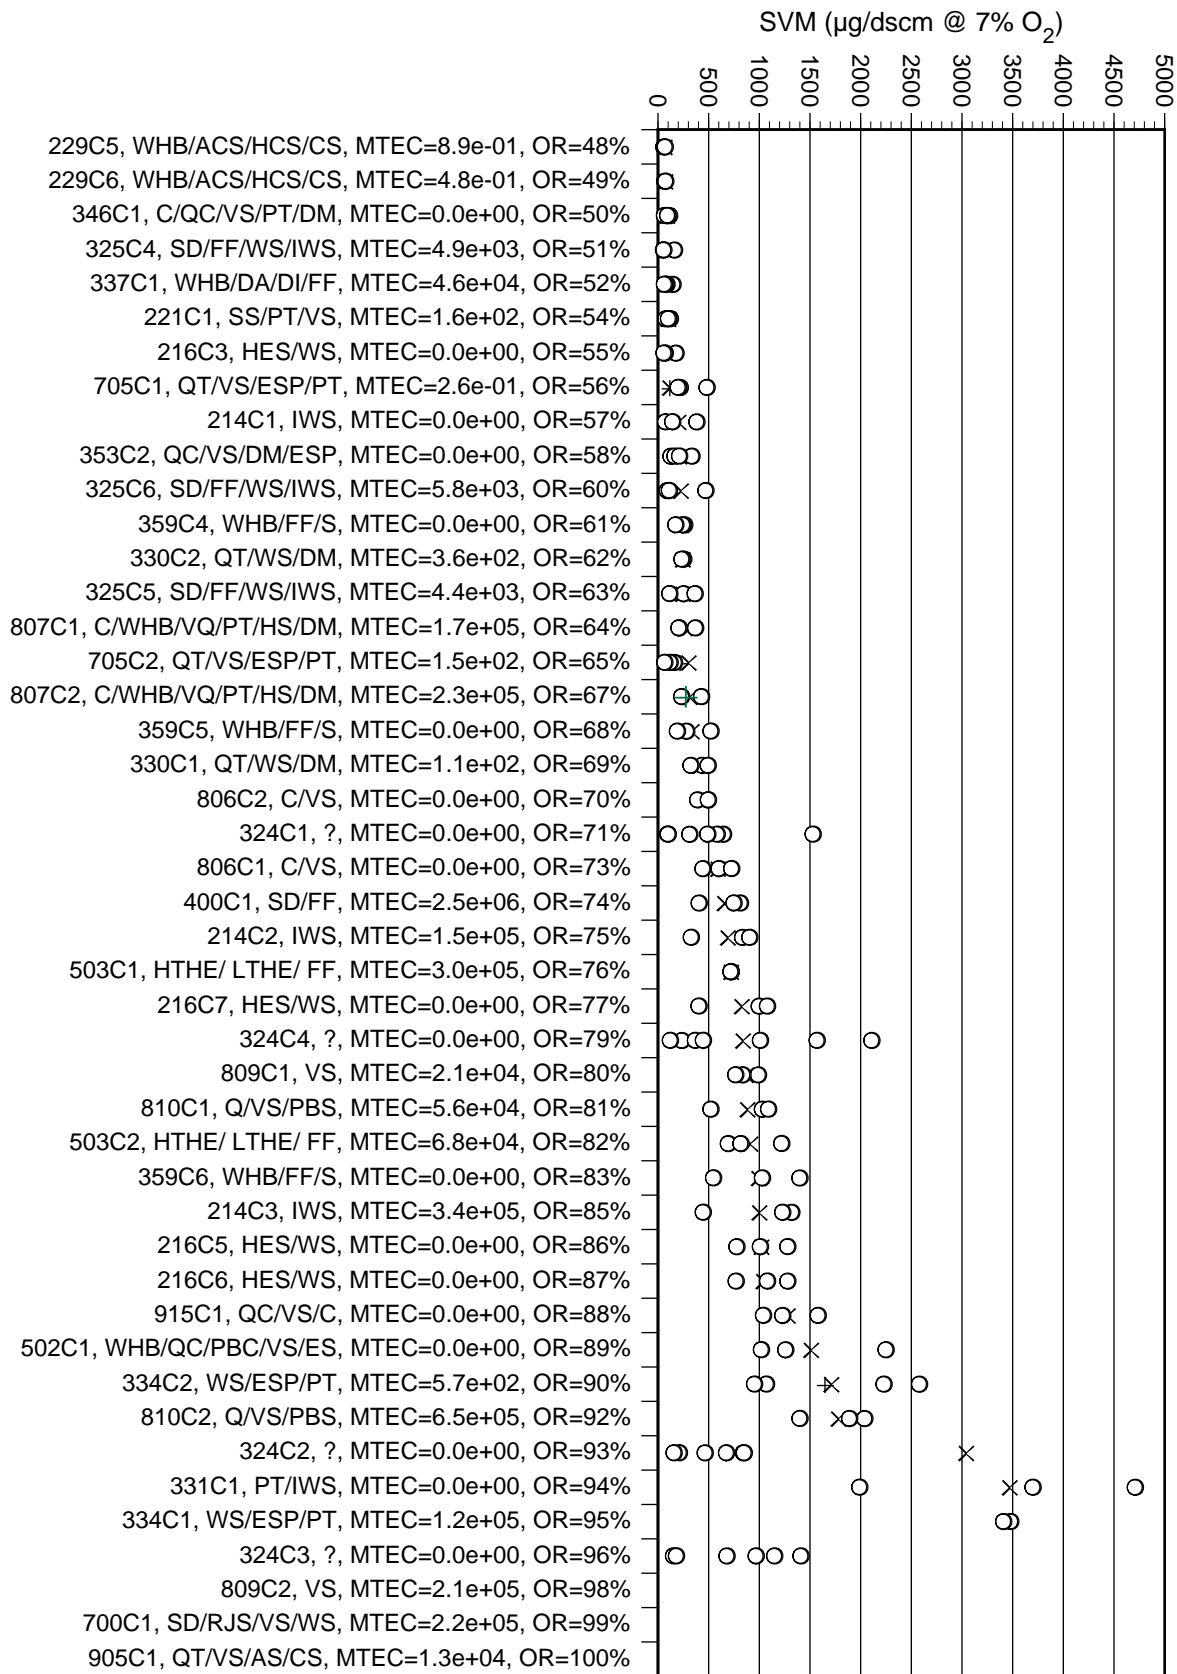 SVM (µg/dscm @ 7% O2)
0 500 1000 1500 2000 2500 3000 3500 4000 4500 5000
229C5, WHB/ACS/HCS/CS, MTEC=8.9e-01, OR=48%
229C6, WHB/ACS/HCS/CS, MTEC=4.8e-01, OR=49%
346C1, C/QC/VS/PT/DM, MTEC=0.0e+00, OR=50%
325C4, SD/FF/WS/IWS, MTEC=4.9e+03, OR=51%
337C1, WHB/DA/DI/FF, MTEC=4.6e+04, OR=52%
221C1, SS/PT/VS, MTEC=1.6e+02, OR=54%
216C3, HES/WS, MTEC=0.0e+00, OR=55%
705C1, QT/VS/ESP/PT, MTEC=2.6e-01, OR=56%
214C1, IWS, MTEC=0.0e+00, OR=57%
353C2, QC/VS/DM/ESP, MTEC=0.0e+00, OR=58%
325C6, SD/FF/WS/IWS, MTEC=5.8e+03, OR=60%
359C4, WHB/FF/S, MTEC=0.0e+00, OR=61%
330C2, QT/WS/DM, MTEC=3.6e+02, OR=62%
325C5, SD/FF/WS/IWS, MTEC=4.4e+03, OR=63%
807C1, C/WHB/VQ/PT/HS/DM, MTEC=1.7e+05, OR=64%
705C2, QT/VS/ESP/PT, MTEC=1.5e+02, OR=65%
807C2, C/WHB/VQ/PT/HS/DM, MTEC=2.3e+05, OR=67%
359C5, WHB/FF/S, MTEC=0.0e+00, OR=68%
330C1, QT/WS/DM, MTEC=1.1e+02, OR=69%
806C2, C/VS, MTEC=0.0e+00, OR=70%
324C1, ?, MTEC=0.0e+00, OR=71%
806C1, C/VS, MTEC=0.0e+00, OR=73%
400C1, SD/FF, MTEC=2.5e+06, OR=74%
214C2, IWS, MTEC=1.5e+05, OR=75%
503C1, HTHE/ LTHE/ FF, MTEC=3.0e+05, OR=76%
216C7, HES/WS, MTEC=0.0e+00, OR=77%
324C4, ?, MTEC=0.0e+00, OR=79%
809C1, VS, MTEC=2.1e+04, OR=80%
810C1, Q/VS/PBS, MTEC=5.6e+04, OR=81%
503C2, HTHE/ LTHE/ FF, MTEC=6.8e+04, OR=82%
359C6, WHB/FF/S, MTEC=0.0e+00, OR=83%
214C3, IWS, MTEC=3.4e+05, OR=85%
216C5, HES/WS, MTEC=0.0e+00, OR=86%
216C6, HES/WS, MTEC=0.0e+00, OR=87%
915C1, QC/VS/C, MTEC=0.0e+00, OR=88%
502C1, WHB/QC/PBC/VS/ES, MTEC=0.0e+00, OR=89%
334C2, WS/ESP/PT, MTEC=5.7e+02, OR=90%
810C2, Q/VS/PBS, MTEC=6.5e+05, OR=92%
324C2, ?, MTEC=0.0e+00, OR=93%
331C1, PT/IWS, MTEC=0.0e+00, OR=94%
334C1, WS/ESP/PT, MTEC=1.2e+05, OR=95%
324C3, ?, MTEC=0.0e+00, OR=96%
809C2, VS, MTEC=2.1e+05, OR=98%
700C1, SD/RJS/VS/WS, MTEC=2.2e+05, OR=99%
905C1, QT/VS/AS/CS, MTEC=1.3e+04, OR=100%